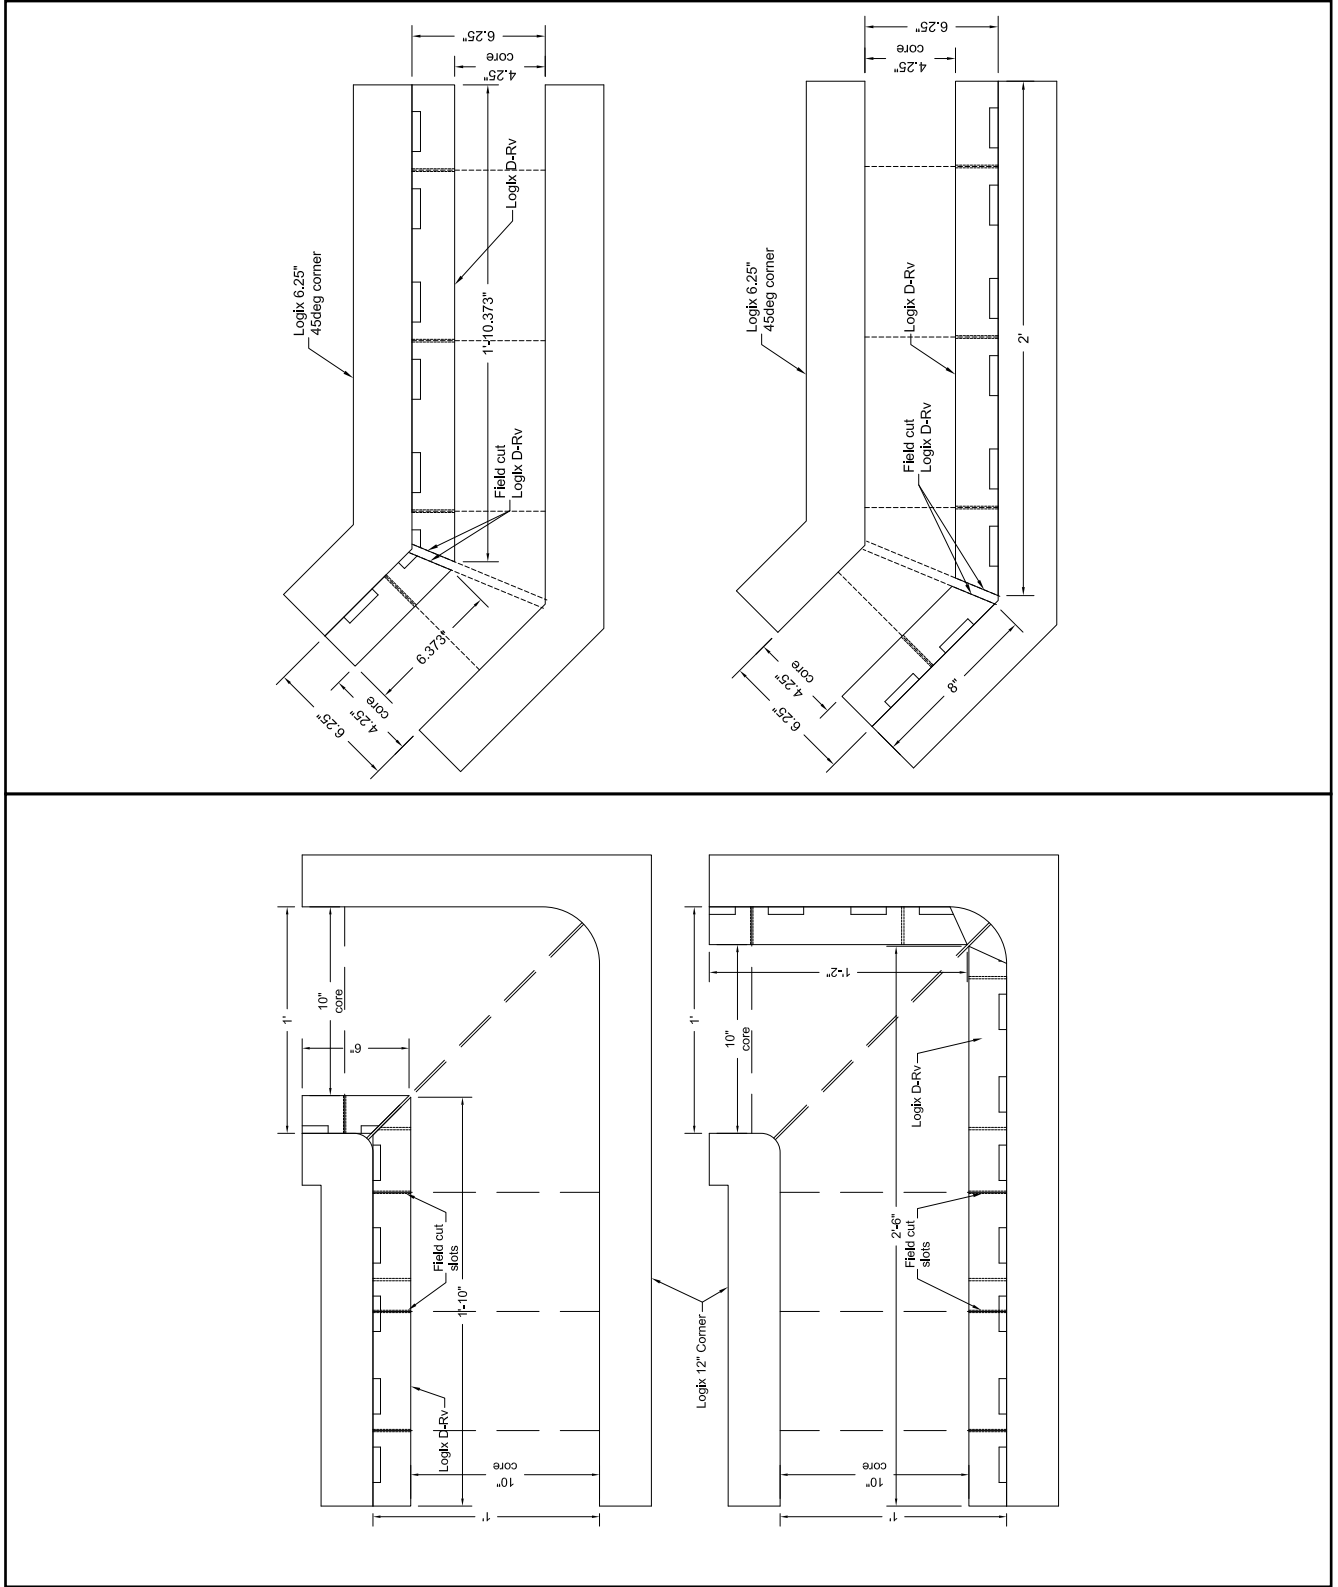 6.25"
4.25"
core
Logix D-Rv
Logix 6.25"
45deg corner
1'-10.373"
Field cut
Logix D-Rv
6.373"
4.25"
core
6.25"
6.25"
4.25"
core
Logix 6.25"
45deg corner
Logix D-Rv
2'
Field cut
Logix D-Rv
4.25"
core
6.25"
8"
1'
10"
core
6"
Field cut
slots
1'-10"
Logix D-Rv
10"
core
1'
Logix 12" Corner
1'
10"
core
1'-2"
Logix D-Rv
2'-6"
Field cut
slots
10"
core
1'